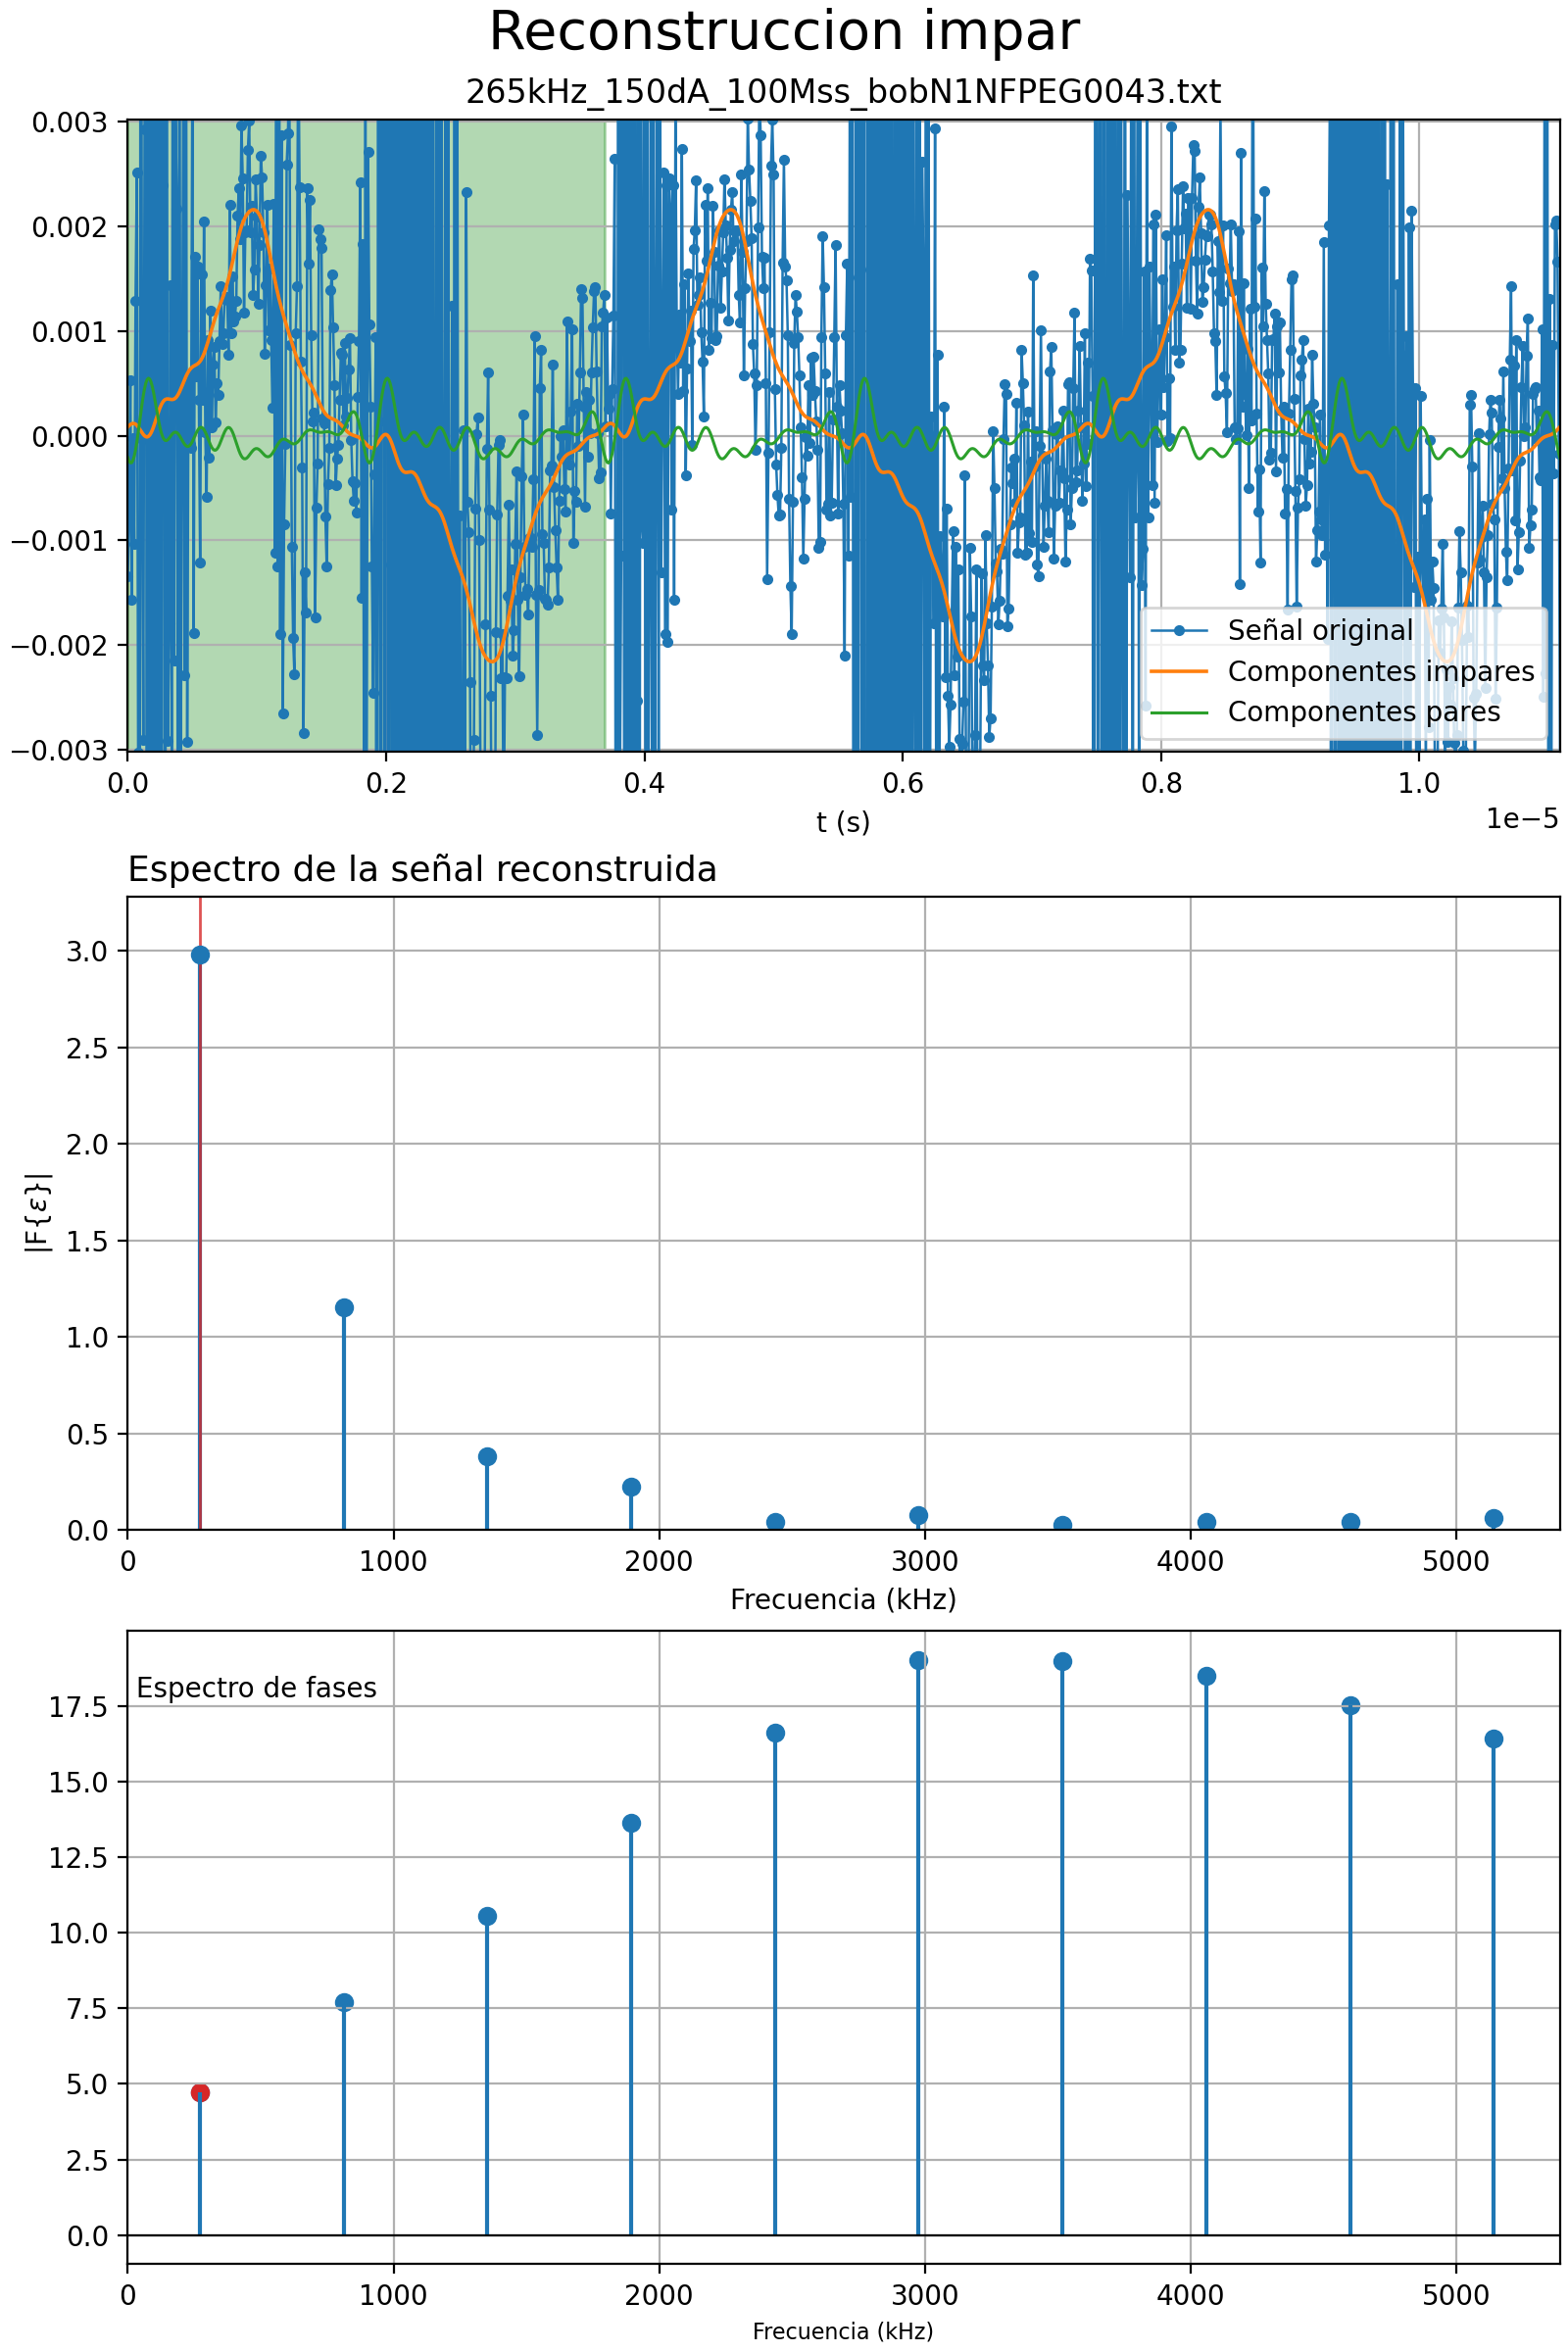 Reconstruccion impar
265kHz_150dA_100Mss_bobN1NFPEG0043.txt
0.003
0.002
0.001
0.000
−0.001
−0.002
−0.003
Señal original
Componentes impares
Componentes pares
0.0 0.2 0.4 0.6 0.8 1.0
1e−5
t (s)
Espectro de la señal reconstruida
3.0
2.5
2.0
1.5
1.0
0.5
0.0
|F{ε}|
0 1000 2000 3000 4000 5000
Frecuencia (kHz)
Espectro de fases
17.5
15.0
12.5
10.0
7.5
5.0
2.5
0.0
0 1000 2000 3000 4000 5000
Frecuencia (kHz)